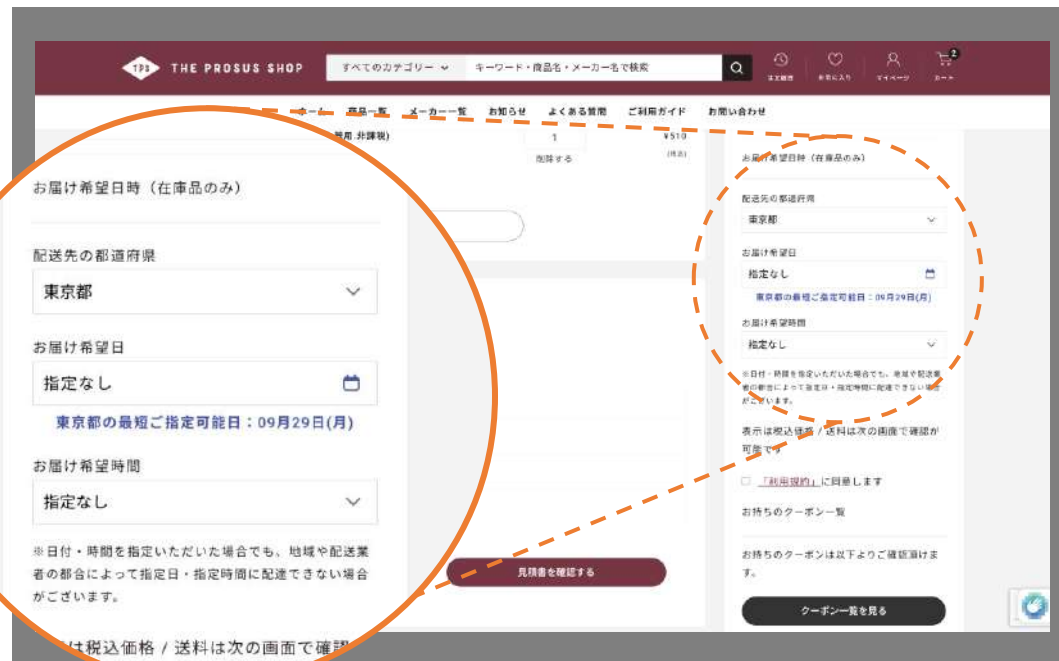 TPS THE PROSUS SHOP
すべてのカテゴリー
キーワード・商品名・メーカー名で検索
2
注文履歴
お気に入り
マイページ
カート
ホーム
商品一覧
メーカー一覧
お知らせ
よくある質問
ご利用ガイド
お問い合わせ
用.非課税)
1
¥510
削除する
お届け希望日時（在庫品のみ）
配送先の都道府県
東京都
お届け希望日
指定なし
東京都の最短ご指定可能日：09月29日(月)
お届け希望時間
指定なし
※日付・時間を指定いただいた場合でも、地域や配送業
者の都合によって指定日・指定時間に配達できない場合
がございます。
は税込価格 / 送料は次の画面で確認
見積書を確認する
お届け希望日時（在庫品のみ）
配送先の都道府県
東京都
お届け希望日
指定なし
東京都の最短ご指定可能日：09月29日(月)
お届け希望時間
指定なし
※日付・時間を指定いただいた場合でも、地域や配送業
者の都合によって指定日・指定時間に配達できない場合
がございます。
表示は税込価格 / 送料は次の画面で確認が
可能です
「利用規約」に同意します
お持ちのクーポン一覧
お持ちのクーポンは以下よりご確認頂けま
す。
クーポン一覧を見る